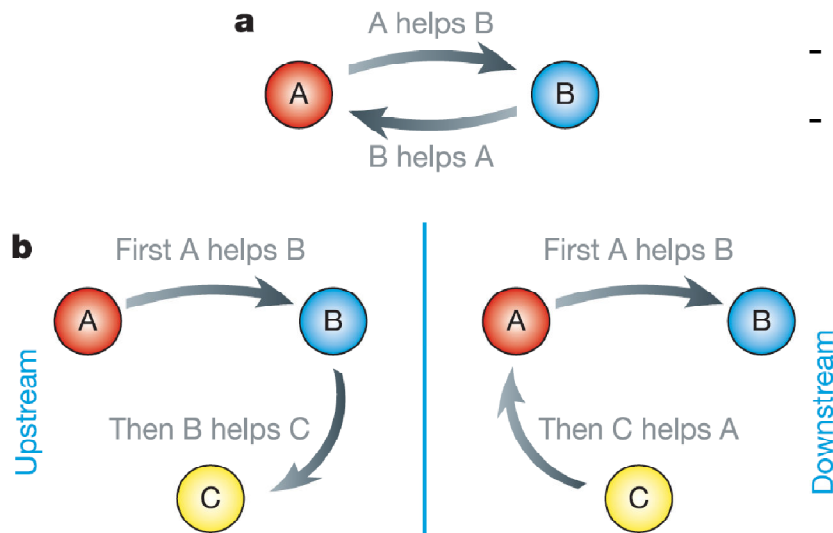 a
A helps B
A
B
B helps A
-
-
b
Upstream
First A helps B
A
B
Then B helps C
C
First A helps B
A
B
Then C helps A
C
Downstream